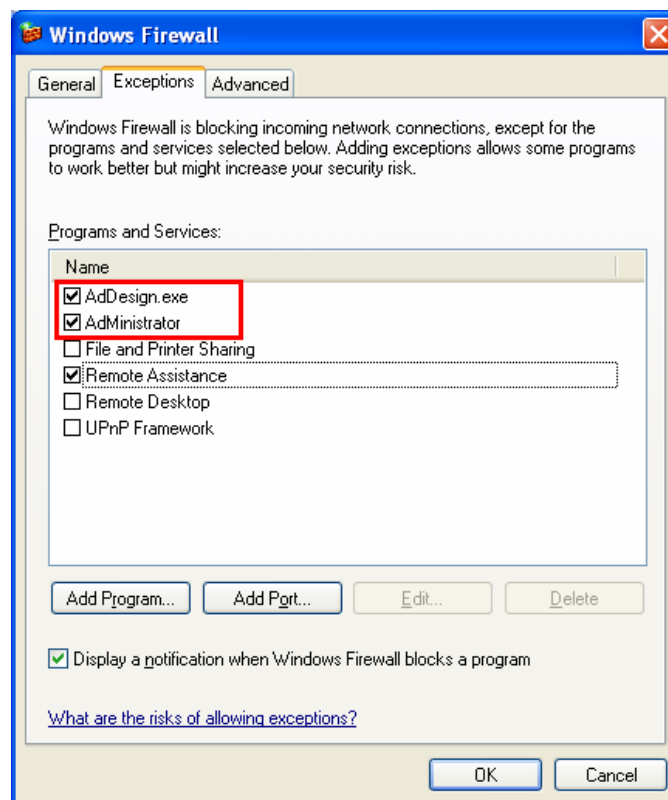 Windows Firewall
General Exceptions Advanced
Windows Firewall is blocking incoming network connections, except for the
programs and services selected below. Adding exceptions allows some programs
to work better but might increase your security risk.
Programs and Services:
Name
AdDesign.exe
AdMinistrator
File and Printer Sharing
Remote Assistance
Remote Desktop
UPnP Framework
Add Program... Add Port... Edit... Delete
Display a notification when Windows Firewall blocks a program
What are the risks of allowing exceptions?
OK Cancel